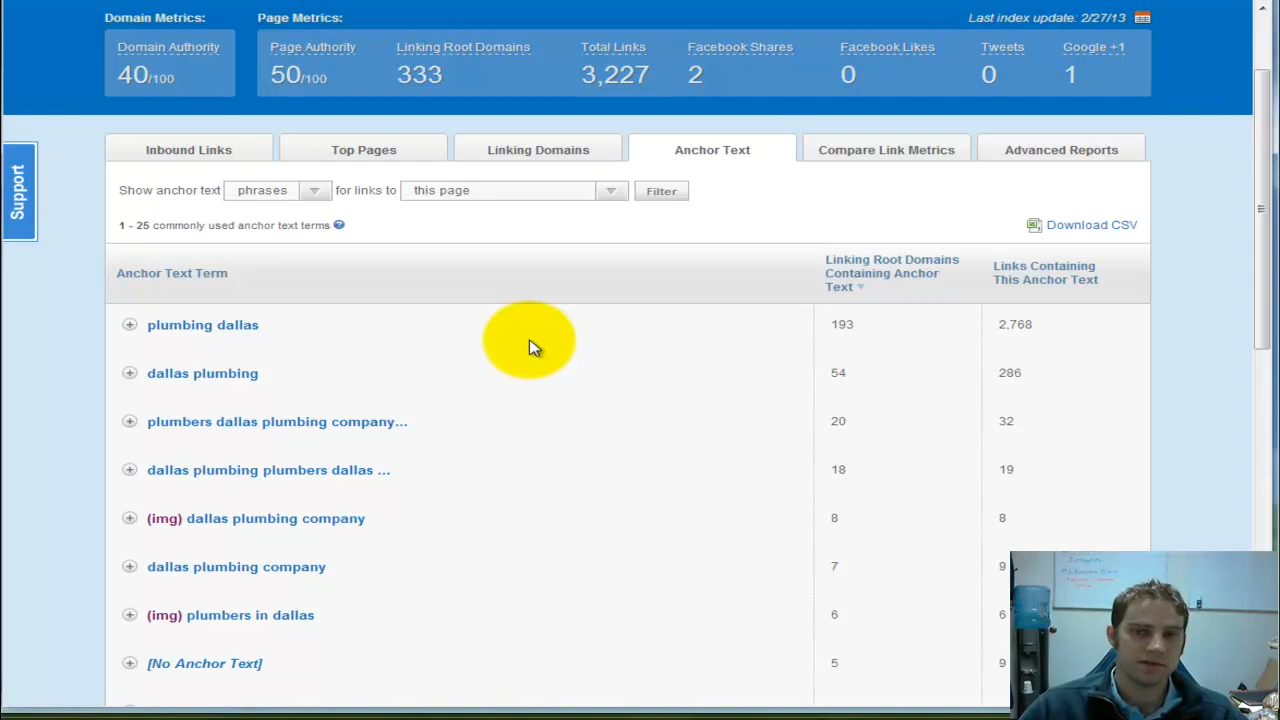 Domain Metrics:
Page Metrics:
Last index update: 2/27/13
Domain Authority
Page Authority
Linking Root Domains
Total Links
Facebook Shares
Facebook Likes
Tweets
Google +1
40/100
50/100
333
3,227
2
0
0
1
Support
Inbound Links
Top Pages
Linking Domains
Anchor Text
Compare Link Metrics
Advanced Reports
Show anchor text phrases for links to this page Filter
1 - 25 commonly used anchor text terms ?
Download CSV
Anchor Text Term
Linking Root Domains
Containing Anchor
Text
Links Containing
This Anchor Text
plumbing dallas 193 2,768
dallas plumbing 54 286
plumbers dallas plumbing company... 20 32
dallas plumbing plumbers dallas ... 18 19
(img) dallas plumbing company 8 8
dallas plumbing company 7 9
(img) plumbers in dallas 6 6
[No Anchor Text] 5 9